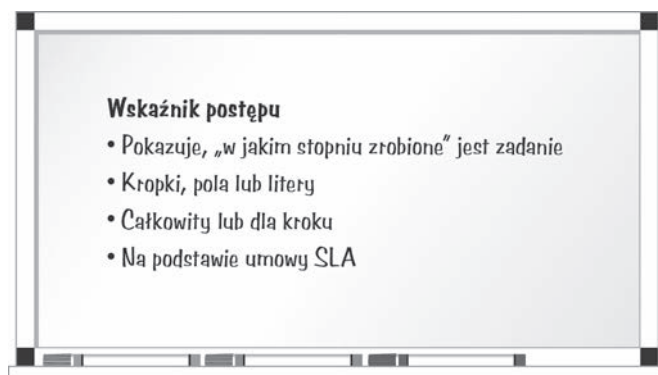 Wskaźnik postępu
• Pokazuje, „w jakim stopniu zrobione” jest zadanie
• Kropki, pola lub litery
• Całkowity lub dla kroku
• Na podstawie umowy SLA